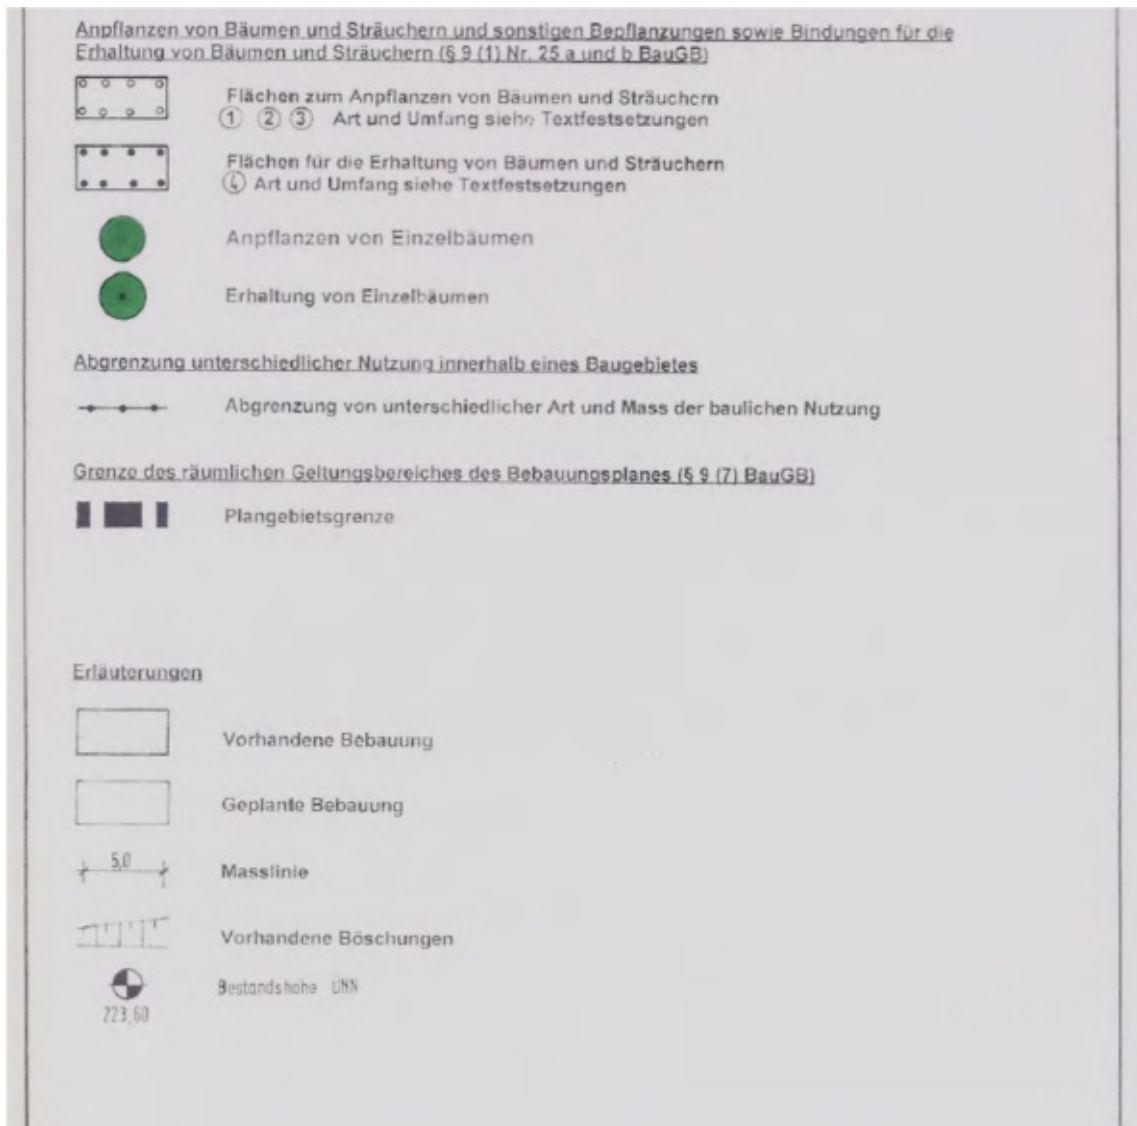 Anpflanzen von Bäumen und Sträuchern und sonstigen Bepflanzungen sowie Bindungen für die
Erhaltung von Bäumen und Sträuchern (§ 9 (1) Nr. 25 a und b BauGB)
Flächen zum Anpflanzen von Bäumen und Sträuchern
① ② ③ Art und Umfang siehe Textfestsetzungen
Flächen für die Erhaltung von Bäumen und Sträuchern
④ Art und Umfang siehe Textfestsetzungen
Anpflanzen von Einzelbäumen
Erhaltung von Einzelbäumen
Abgrenzung unterschiedlicher Nutzung innerhalb eines Baugebietes
Abgrenzung von unterschiedlicher Art und Mass der baulichen Nutzung
Grenze des räumlichen Geltungsbereiches des Bebauungsplanes (§ 9 (7) BauGB)
Plangebietsgrenze
Erläuterungen
Vorhandene Bebauung
Geplante Bebauung
5,0 Masslinie
Vorhandene Böschungen
Bestandshöhe ÜNN
223,60